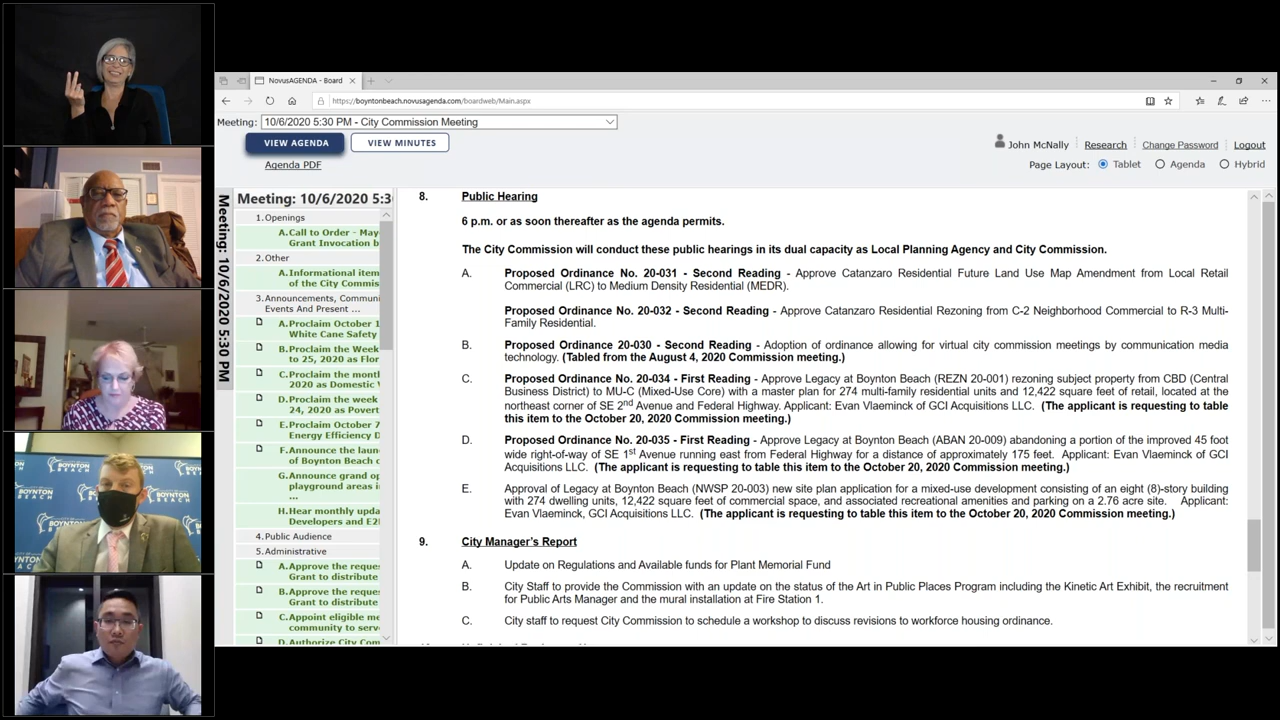 NovusAGENDA - Board
https://boyntonbeach.novusagenda.com/boardweb/Main.aspx
Meeting: 10/6/2020 5:30 PM - City Commission Meeting
VIEW AGENDA VIEW MINUTES
Agenda PDF
John McNally Research Change Password Logout
Page Layout: Tablet Agenda Hybrid
Meeting: 10/6/2020 5:30 PM
Meeting: 10/6/2020 5:3
1.Openings
A.Call to Order - May
Grant Invocation b
2.Other
A.Informational item
of the City Commis
3.Announcements, Commun
Events And Present ...
A.Proclaim October 1
White Cane Safety
B.Proclaim the Week
to 25, 2020 as Flor
C.Proclaim the mont
2020 as Domestic V
D.Proclaim the week
24, 2020 as Povert
E.Proclaim October 7
Energy Efficiency D
F.Announce the laun
of Boynton Beach c
G.Announce grand op
playground areas i
...
H.Hear monthly upda
Developers and E2
4.Public Audience
5.Administrative
A.Approve the reques
Grant to distribute
B.Approve the reques
Grant to distribute
C.Appoint eligible me
community to serv
D.Authorize City Com
8. Public Hearing
6 p.m. or as soon thereafter as the agenda permits.
The City Commission will conduct these public hearings in its dual capacity as Local Planning Agency and City Commission.
A. Proposed Ordinance No. 20-031 - Second Reading - Approve Catanzaro Residential Future Land Use Map Amendment from Local Retail
Commercial (LRC) to Medium Density Residential (MEDR).
Proposed Ordinance No. 20-032 - Second Reading - Approve Catanzaro Residential Rezoning from C-2 Neighborhood Commercial to R-3 Multi-
Family Residential.
B. Proposed Ordinance 20-030 - Second Reading - Adoption of ordinance allowing for virtual city commission meetings by communication media
technology. (Tabled from the August 4, 2020 Commission meeting.)
C. Proposed Ordinance No. 20-034 - First Reading - Approve Legacy at Boynton Beach (REZN 20-001) rezoning subject property from CBD (Central
Business District) to MU-C (Mixed-Use Core) with a master plan for 274 multi-family residential units and 12,422 square feet of retail, located at the
northeast corner of SE 2nd Avenue and Federal Highway. Applicant: Evan Vlaeminck of GCI Acquisitions LLC. (The applicant is requesting to table
this item to the October 20, 2020 Commission meeting.)
D. Proposed Ordinance No. 20-035 - First Reading - Approve Legacy at Boynton Beach (ABAN 20-009) abandoning a portion of the improved 45 foot
wide right-of-way of SE 1st Avenue running east from Federal Highway for a distance of approximately 175 feet. Applicant: Evan Vlaeminck of GCI
Acquisitions LLC. (The applicant is requesting to table this item to the October 20, 2020 Commission meeting.)
E. Approval of Legacy at Boynton Beach (NWSP 20-003) new site plan application for a mixed-use development consisting of an eight (8)-story building
with 274 dwelling units, 12,422 square feet of commercial space, and associated recreational amenities and parking on a 2.76 acre site. Applicant:
Evan Vlaeminck, GCI Acquisitions LLC. (The applicant is requesting to table this item to the October 20, 2020 Commission meeting.)
9. City Manager's Report
A. Update on Regulations and Available funds for Plant Memorial Fund
B. City Staff to provide the Commission with an update on the status of the Art in Public Places Program including the Kinetic Art Exhibit, the recruitment
for Public Arts Manager and the mural installation at Fire Station 1.
C. City staff to request City Commission to schedule a workshop to discuss revisions to workforce housing ordinance.
BOYNTON
BEACH